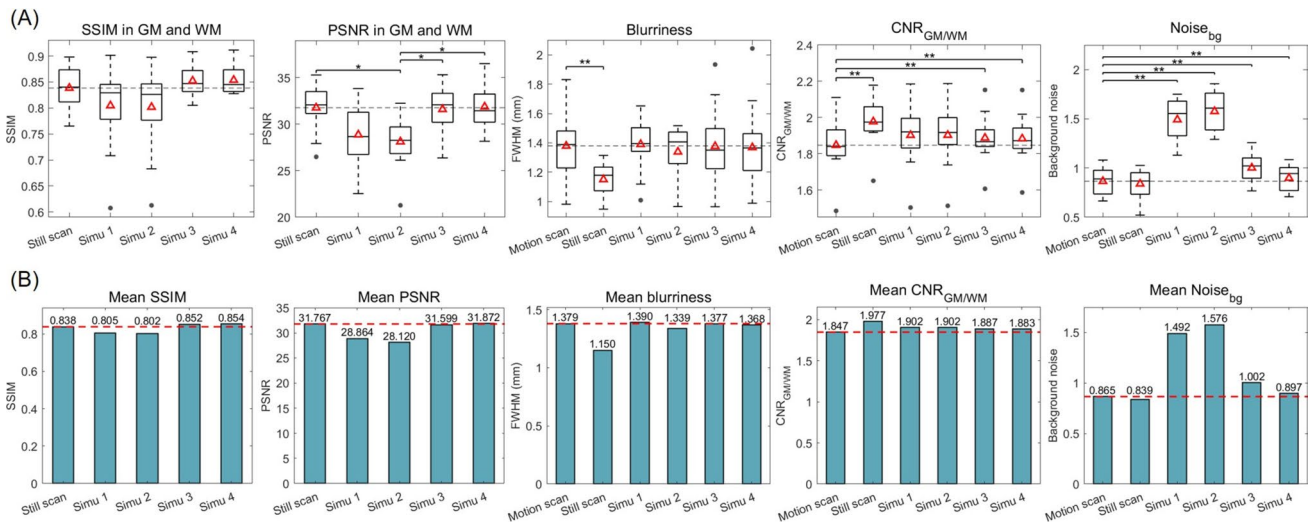 (A)
SSIM in GM and WM
SSIM
0.9
0.85
0.8
0.75
0.7
0.65
0.6
Still scan
Simu 1
Simu 2
Simu 3
Simu 4
PSNR in GM and WM
PSNR
35
30
25
20
*
*
*
Still scan
Simu 1
Simu 2
Simu 3
Simu 4
Blurriness
FWHM (mm)
2
1.8
1.6
1.4
1.2
1
**
Motion scan
Still scan
Simu 1
Simu 2
Simu 3
Simu 4
CNRGM/WM
CNRGM/WM
2.4
2.2
2
1.8
1.6
**
**
**
Motion scan
Still scan
Simu 1
Simu 2
Simu 3
Simu 4
Noisebg
Background noise
2
1.5
1
0.5
**
**
**
**
Motion scan
Still scan
Simu 1
Simu 2
Simu 3
Simu 4
(B)
Mean SSIM
SSIM
0.8
0.6
0.4
0.2
0
0.838
0.805
0.802
0.852
0.854
Still scan
Simu 1
Simu 2
Simu 3
Simu 4
Mean PSNR
PSNR
35
30
25
20
15
10
5
0
31.767
28.864
28.120
31.599
31.872
Still scan
Simu 1
Simu 2
Simu 3
Simu 4
Mean blurriness
FWHM (mm)
1.5
1
0.5
0
1.379
1.150
1.390
1.339
1.377
1.368
Motion scan
Still scan
Simu 1
Simu 2
Simu 3
Simu 4
Mean CNRGM/WM
CNRGM/WM
2
1.5
1
0.5
0
1.847
1.977
1.902
1.902
1.887
1.883
Motion scan
Still scan
Simu 1
Simu 2
Simu 3
Simu 4
Mean Noisebg
Background noise
1.5
1
0.5
0
0.865
0.839
1.492
1.576
1.002
0.897
Motion scan
Still scan
Simu 1
Simu 2
Simu 3
Simu 4